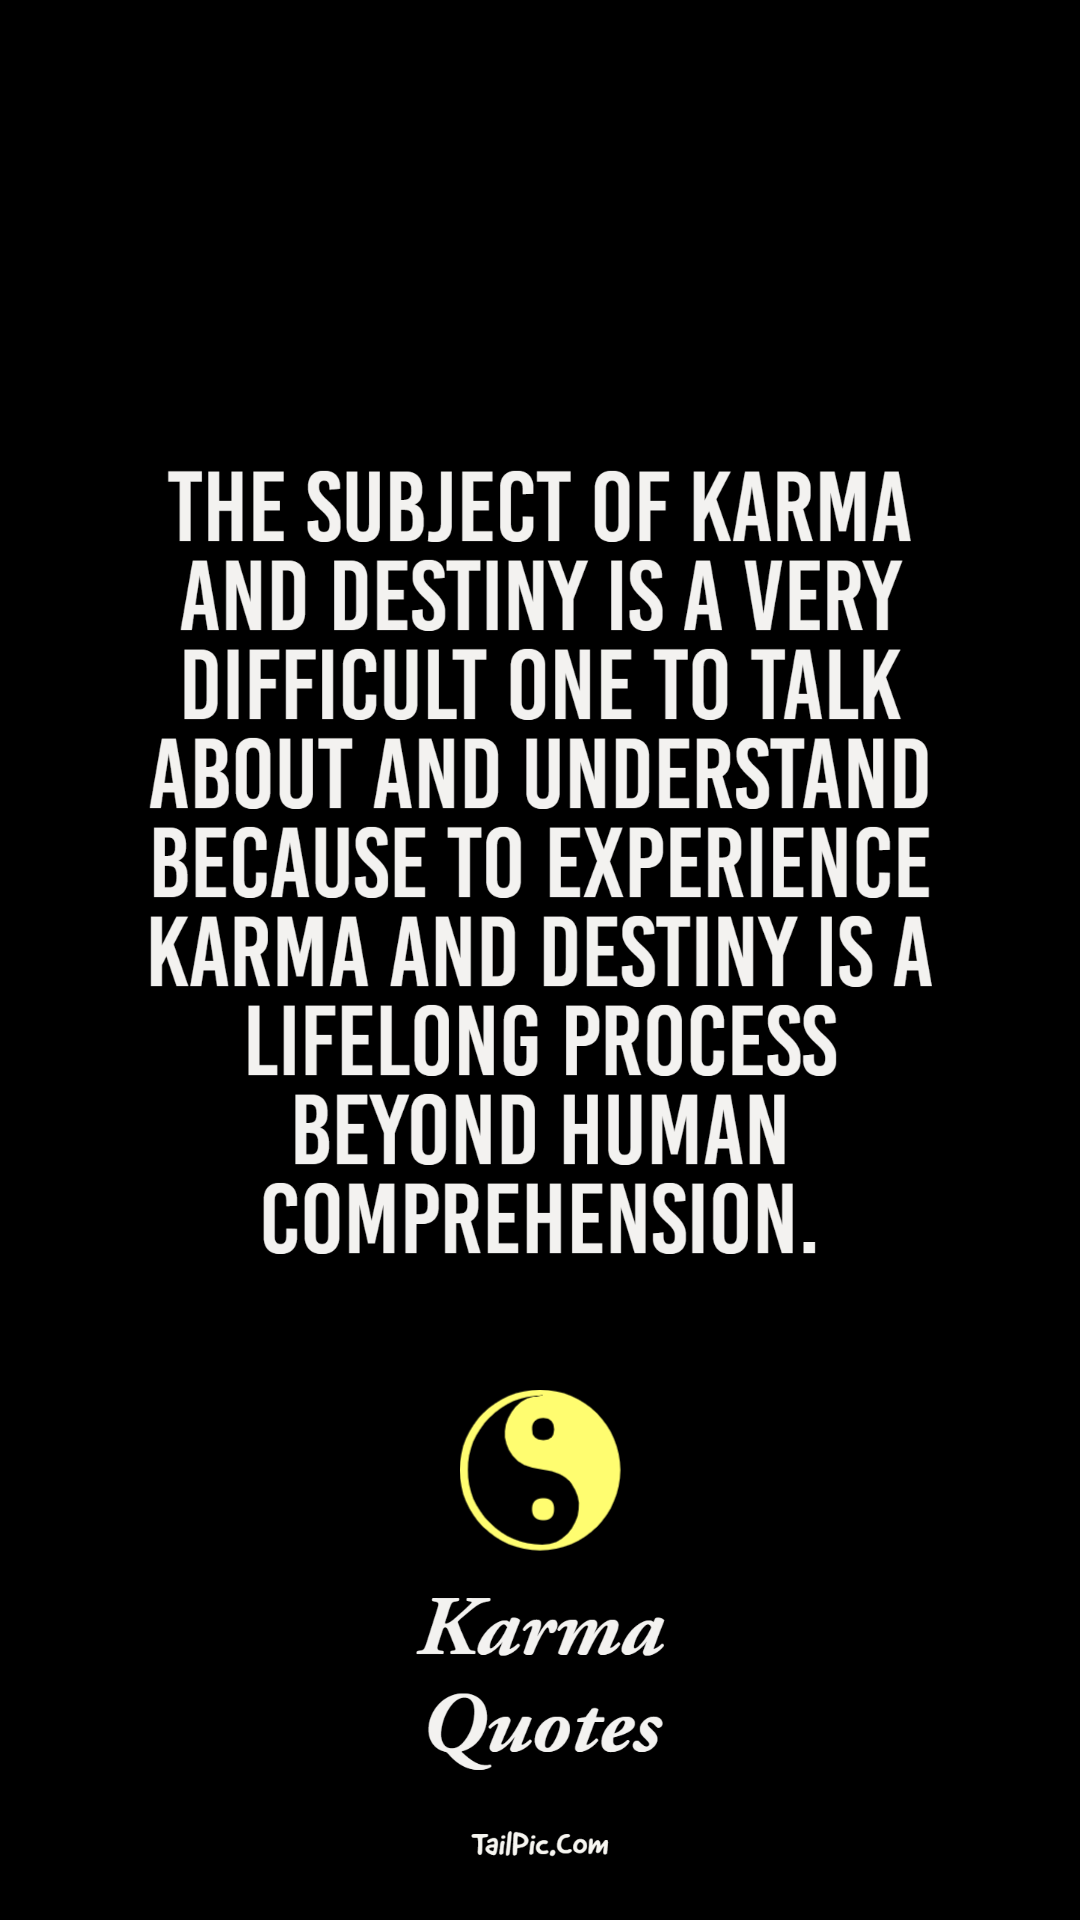 THE SUBJECT OF KARMA
AND DESTINY IS A VERY
DIFFICULT ONE TO TALK
ABOUT AND UNDERSTAND
BECAUSE TO EXPERIENCE
KARMA AND DESTINY IS A
LIFELONG PROCESS
BEYOND HUMAN
COMPREHENSION.
Karma
Quotes
TailPic.Com